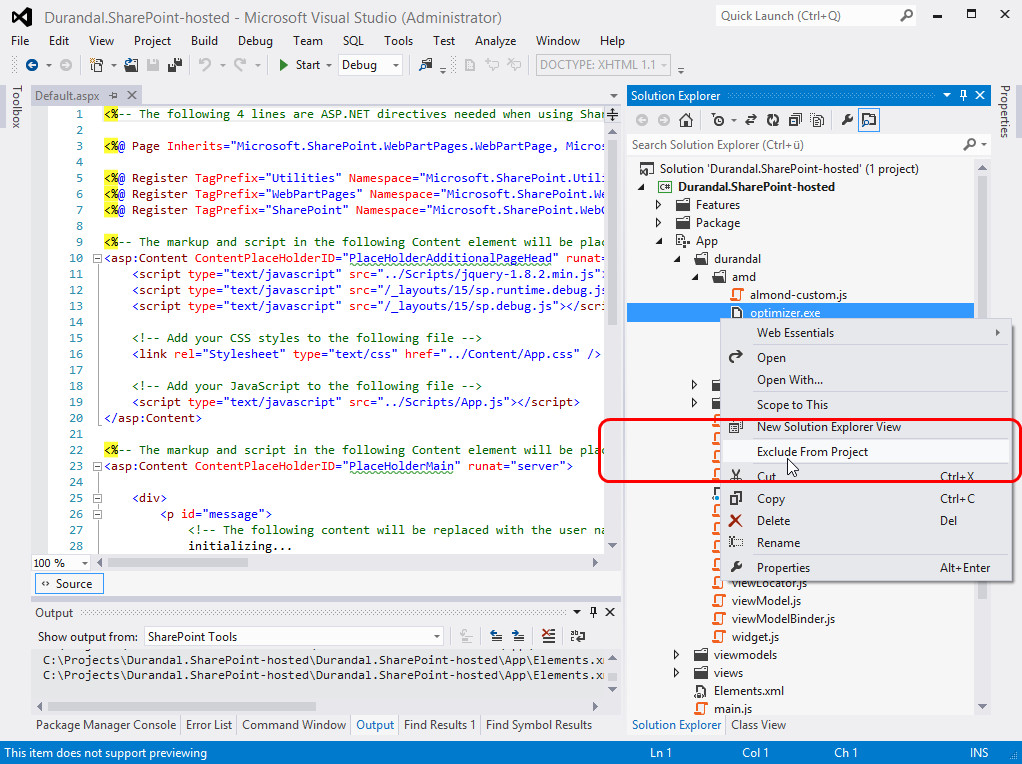 Durandal.SharePoint-hosted - Microsoft Visual Studio (Administrator)
Quick Launch (Ctrl+Q)
File Edit View Project Build Debug Team SQL Tools Test Analyze Window Help
Start Debug DOCTYPE: XHTML 1.1
Toolbox
Default.aspx
1 <%-- The following 4 lines are ASP.NET directives needed when using Shar
2
3 <%@ Page Inherits="Microsoft.SharePoint.WebPartPages.WebPartPage, Micros
4
5 <%@ Register TagPrefix="Utilities" Namespace="Microsoft.SharePoint.Utili
6 <%@ Register TagPrefix="WebPartPages" Namespace="Microsoft.SharePoint.We
7 <%@ Register TagPrefix="SharePoint" Namespace="Microsoft.SharePoint.WebC
8
9 <%-- The markup and script in the following Content element will be plac
10 <asp:Content ContentPlaceHolderID="PlaceHolderAdditionalPageHead" runat=
11 <script type="text/javascript" src="../Scripts/jquery-1.8.2.min.js"
12 <script type="text/javascript" src="/_layouts/15/sp.runtime.debug.js
13 <script type="text/javascript" src="/_layouts/15/sp.debug.js"></scri
14
15 <!-- Add your CSS styles to the following file -->
16 <link rel="Stylesheet" type="text/css" href="../Content/App.css" />
17
18 <!-- Add your JavaScript to the following file -->
19 <script type="text/javascript" src="../Scripts/App.js"></script>
20 </asp:Content>
21
22 <%-- The markup and script in the following Content element will be plac
23 <asp:Content ContentPlaceHolderID="PlaceHolderMain" runat="server">
24
25 <div>
26 <p id="message">
27 <!-- The following content will be replaced with the user na
28 initializing...
100 %
Source
Output
Show output from: SharePoint Tools
C:\Projects\Durandal.SharePoint-hosted\Durandal.SharePoint-hosted\App\Elements.xm
C:\Projects\Durandal.SharePoint-hosted\Durandal.SharePoint-hosted\App\Elements.xm
Package Manager Console Error List Command Window Output Find Results 1 Find Symbol Results
Solution Explorer
Search Solution Explorer (Ctrl+ü)
Solution 'Durandal.SharePoint-hosted' (1 project)
C# Durandal.SharePoint-hosted
Features
Package
App
durandal
amd
almond-custom.js
optimizer.exe
Web Essentials
Open
Open With...
Scope to This
New Solution Explorer View
Exclude From Project
Cut Ctrl+X
Copy Ctrl+C
Delete Del
Rename
Properties Alt+Enter
viewLocator.js
viewModel.js
viewModelBinder.js
widget.js
viewmodels
views
Elements.xml
main.js
Solution Explorer Class View
Properties
This item does not support previewing Ln 1 Col 1 Ch 1 INS